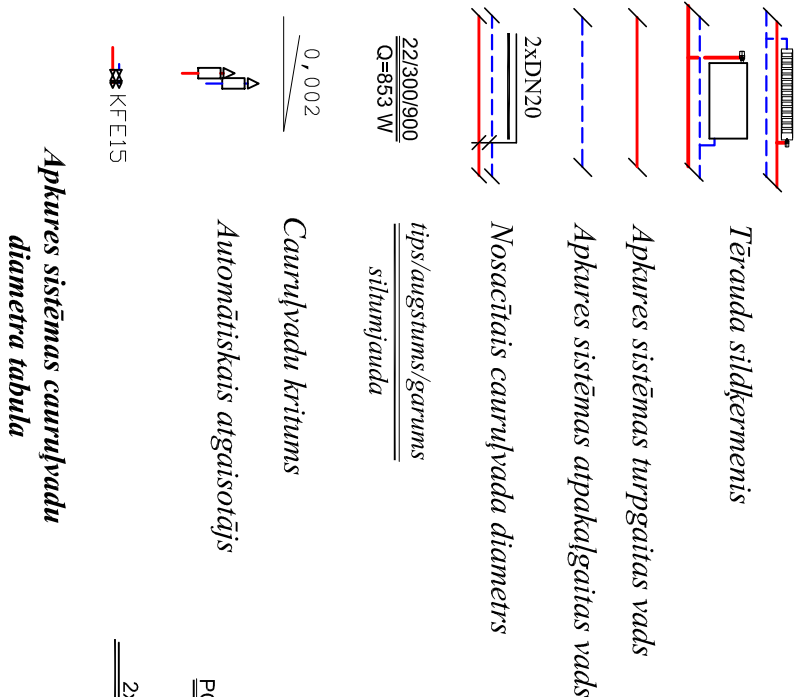 Tērauda sildķermenis
Apkures sistēmas turpgaitas vads
Apkures sistēmas atpakaļgaitas vads
2xDN20
Nosacītais cauruļvada diametrs
22/300/900
Q=853 W
tips/augstums/garums
siltumjauda
0,002
Cauruļvadu kritums
Automātiskais atgaisotājs
KFE15
Apkures sistēmas cauruļvadu
diametra tabula